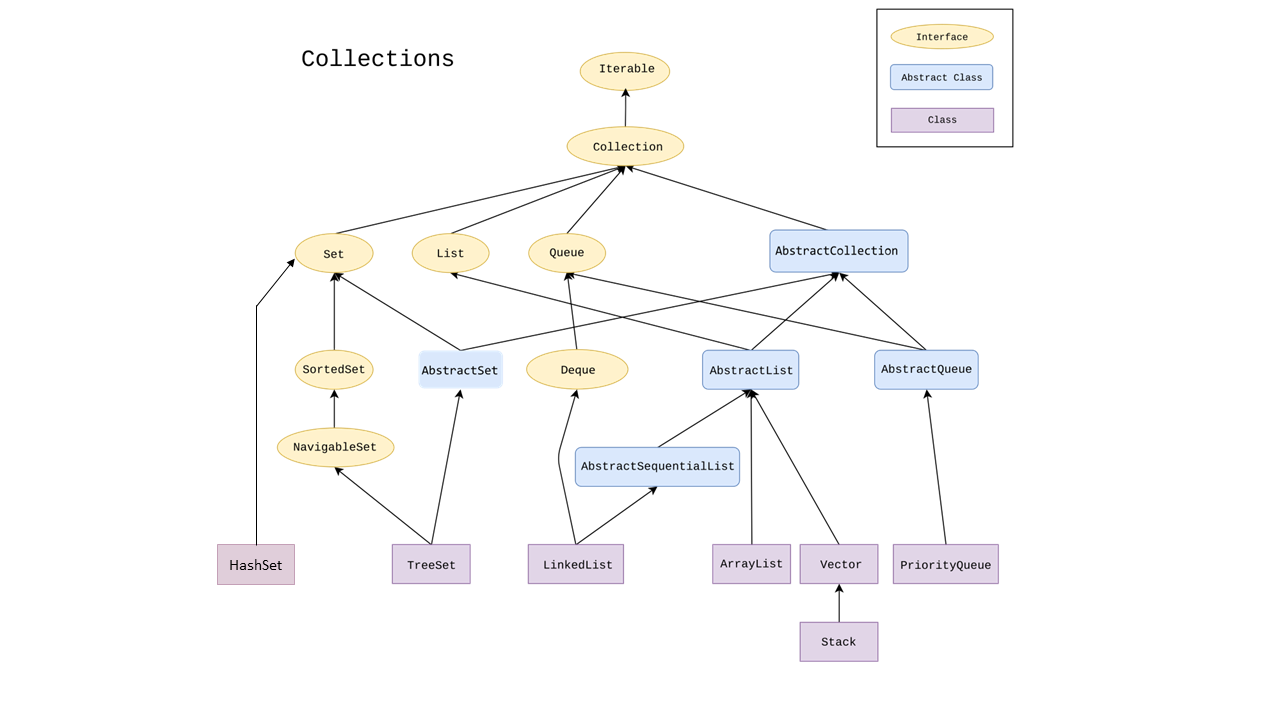 Collections
Interface
Abstract Class
Class
Iterable
Collection
Set
List
Queue
AbstractCollection
SortedSet
AbstractSet
Deque
AbstractList
AbstractQueue
NavigableSet
AbstractSequentialList
HashSet
TreeSet
LinkedList
ArrayList
Vector
PriorityQueue
Stack